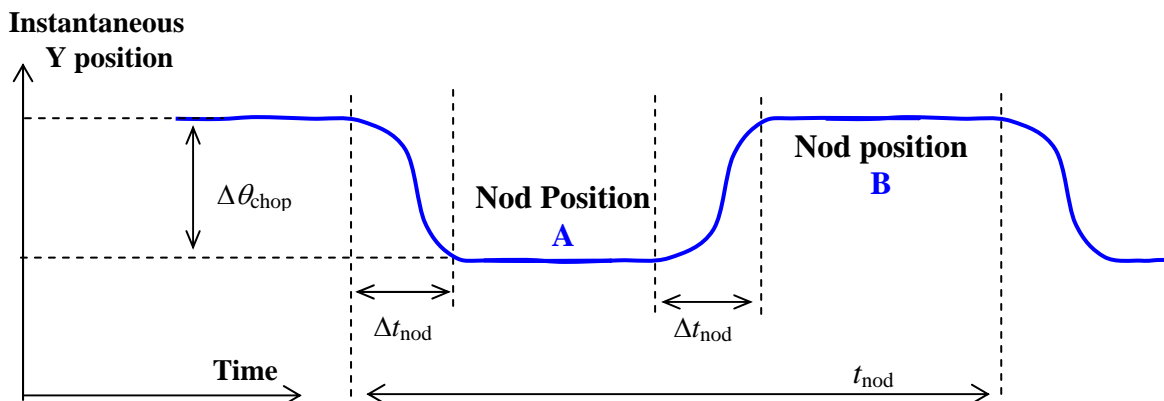 Instantaneous
Y position
Δθchop
Nod Position
A
Nod position
B
Δtnod
Δtnod
Time
tnod